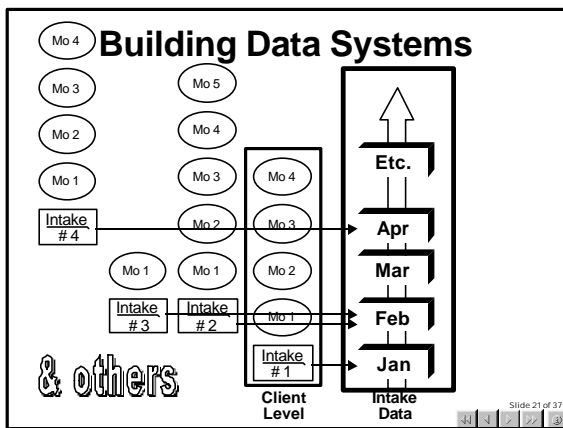 Building Data Systems
Mo 4
Mo 3
Mo 2
Mo 1
Intake
# 4
Mo 1
Intake
# 3
Mo 5
Mo 4
Mo 3
Mo 2
Mo 1
Intake
# 2
Mo 4
Mo 3
Mo 2
Mo 1
Intake
# 1
Client
Level
Etc.
Apr
Mar
Feb
Jan
Intake
Data
& others
Slide 21 of 37